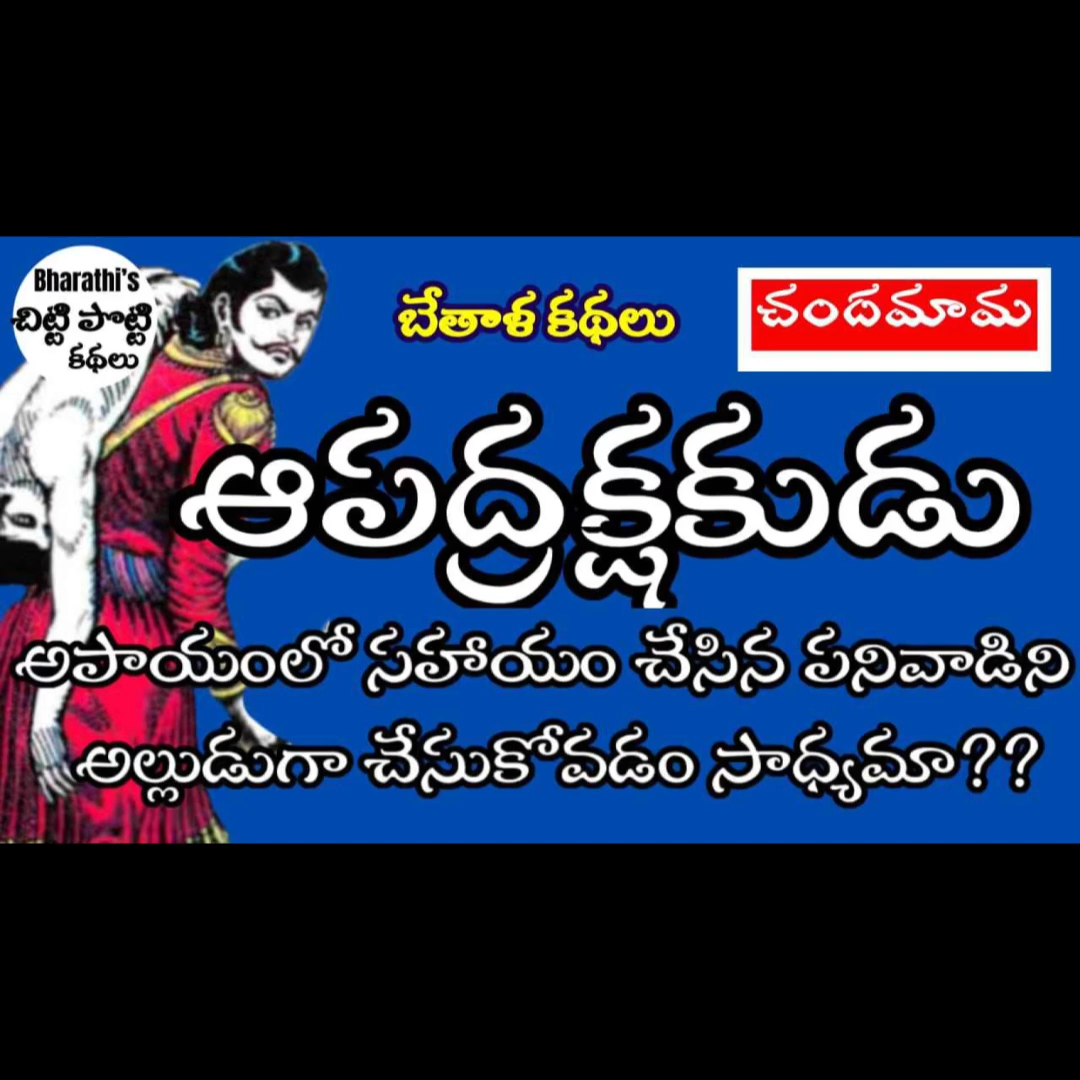 Bharathi's
చిట్టి పొట్టి
కథలు
బేతాళ కథలు
చందమామ
ఆపద్రక్షకుడు
అపాయంలో సహాయం చేసిన పనివాడిని
అల్లుడుగా చేసుకోవడం సాధ్యమా??